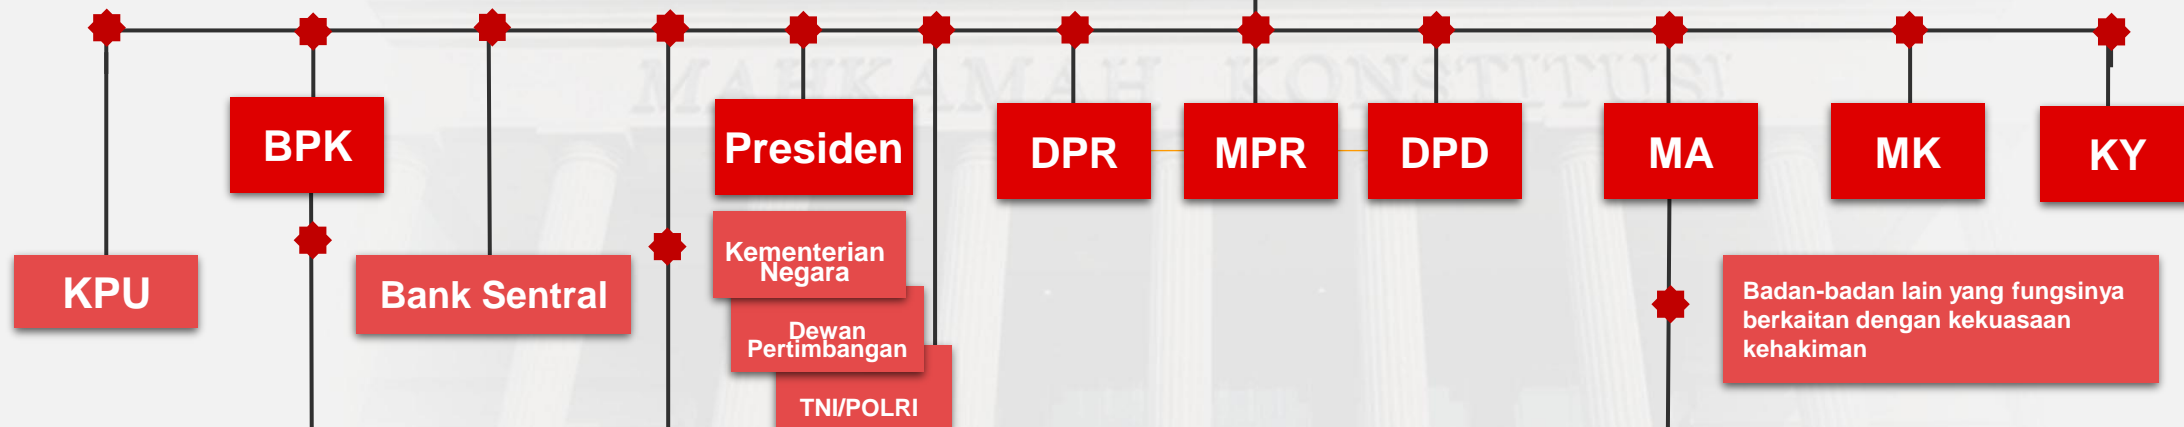 MAHKAMAH KONSTITUSI
BPK
Presiden
DPR
MPR
DPD
MA
MK
KY
KPU
Bank Sentral
Kementerian
Negara
Dewan
Pertimbangan
TNI/POLRI
Badan-badan lain yang fungsinya
berkaitan dengan kekuasaan
kehakiman